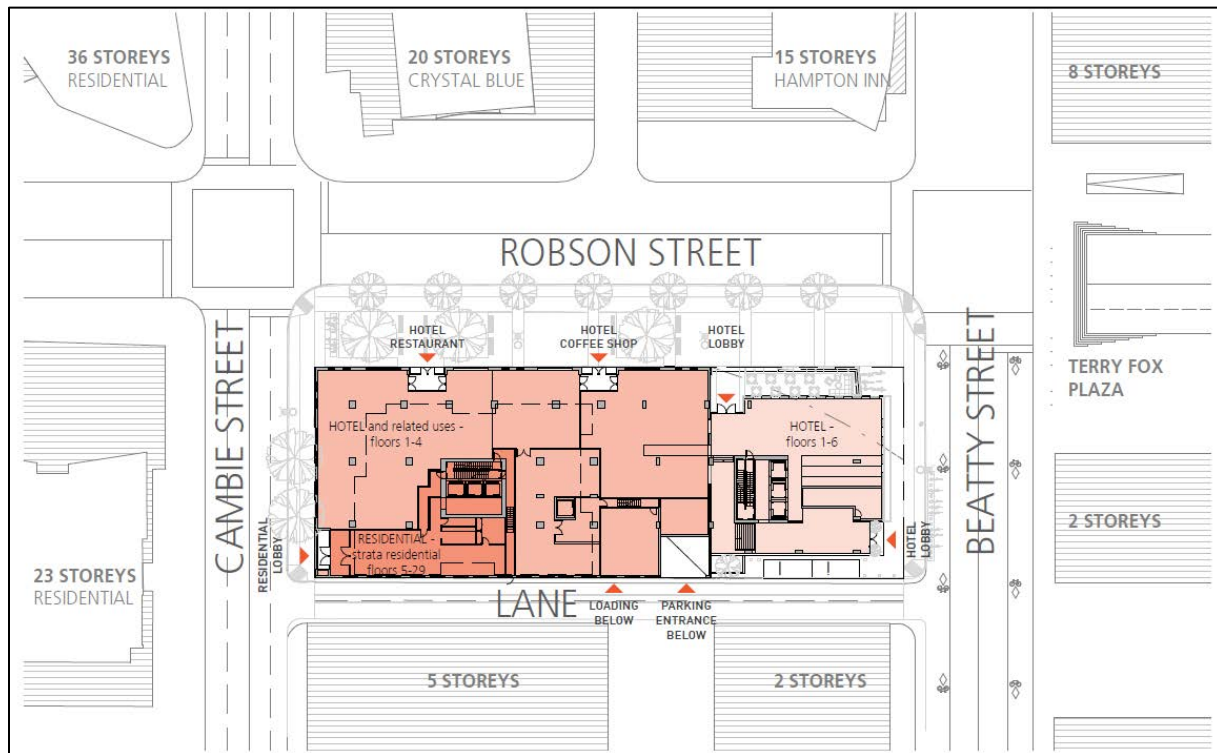 36 STOREYS
RESIDENTIAL
20 STOREYS
CRYSTAL BLUE
15 STOREYS
HAMPTON INN
8 STOREYS
ROBSON STREET
HOTEL
RESTAURANT
HOTEL
COFFEE SHOP
HOTEL
LOBBY
TERRY FOX
PLAZA
CAMBIE STREET
BEATTY STREET
HOTEL and related uses -
floors 1-4
HOTEL -
floors 1-6
RESIDENTIAL
LOBBY
RESIDENTIAL -
strata residential
floors 5-29
HOTEL
LOBBY
2 STOREYS
23 STOREYS
RESIDENTIAL
LANE
LOADING
BELOW
PARKING
ENTRANCE
BELOW
5 STOREYS
2 STOREYS